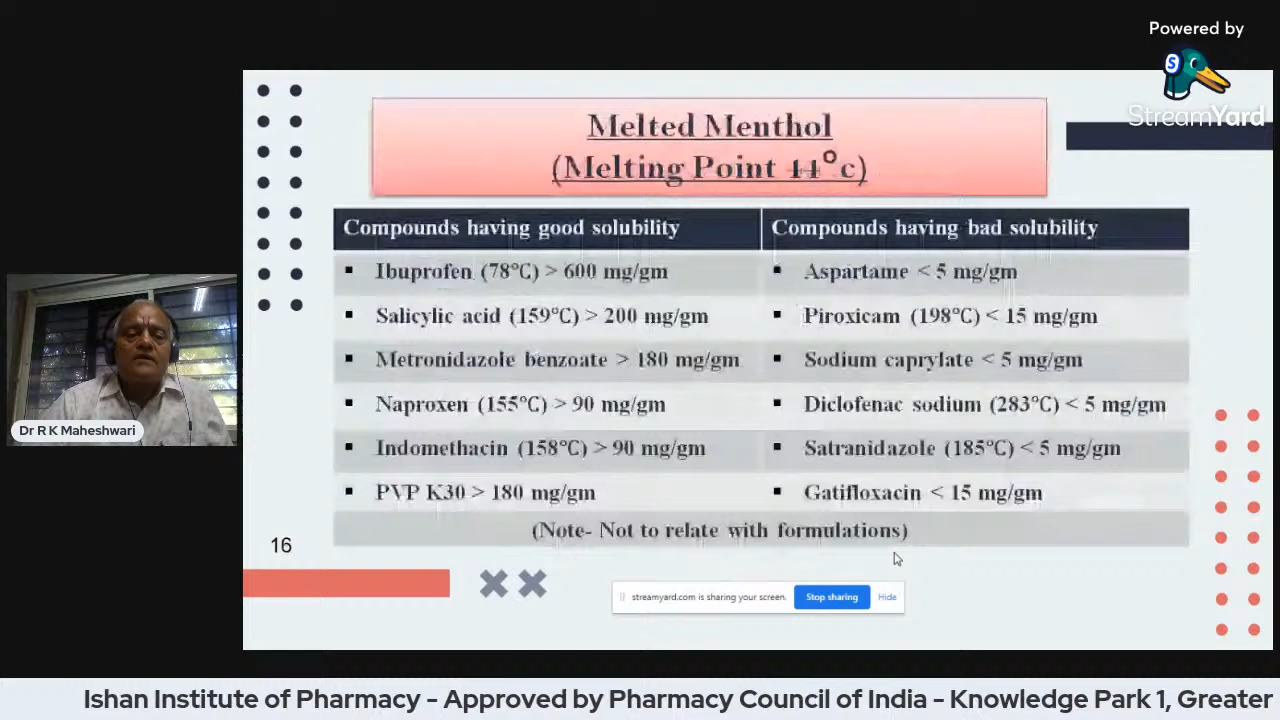 Powered by
StreamYard
Melted Menthol
(Melting Point 44°c)
Compounds having good solubility
Compounds having bad solubility
▪ Ibuprofen (78°C) > 600 mg/gm
▪ Aspartame < 5 mg/gm
▪ Salicylic acid (159°C) > 200 mg/gm
▪ Piroxicam (198°C) < 15 mg/gm
▪ Metronidazole benzoate > 180 mg/gm
▪ Sodium caprylate < 5 mg/gm
▪ Naproxen (155°C) > 90 mg/gm
▪ Diclofenac sodium (283°C) < 5 mg/gm
▪ Indomethacin (158°C) > 90 mg/gm
▪ Satranidazole (185°C) < 5 mg/gm
▪ PVP K30 > 180 mg/gm
▪ Gatifloxacin < 15 mg/gm
(Note- Not to relate with formulations)
16
Dr R K Maheshwari
streamyard.com is sharing your screen.
Stop sharing
Hide
Ishan Institute of Pharmacy - Approved by Pharmacy Council of India - Knowledge Park 1, Greater